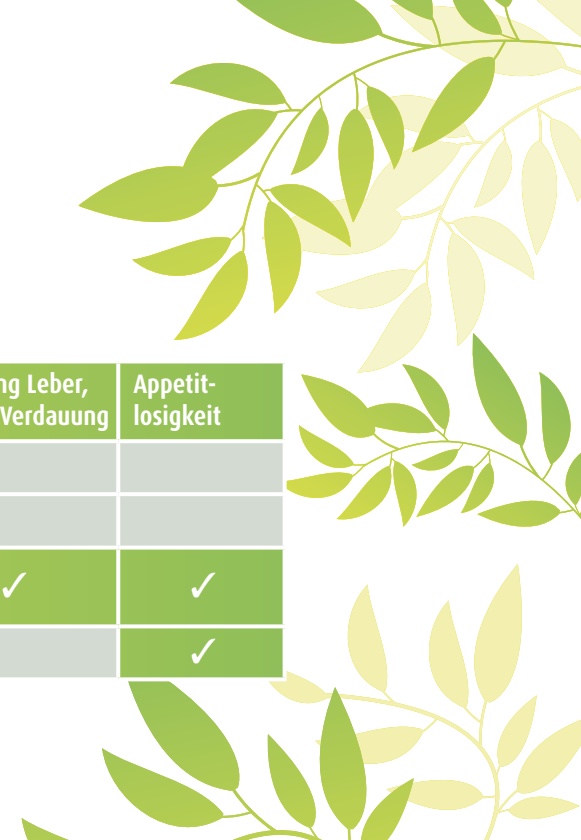 ng Leber,
Verdauung
Appetit-
losigkeit
✓ ✓
✓